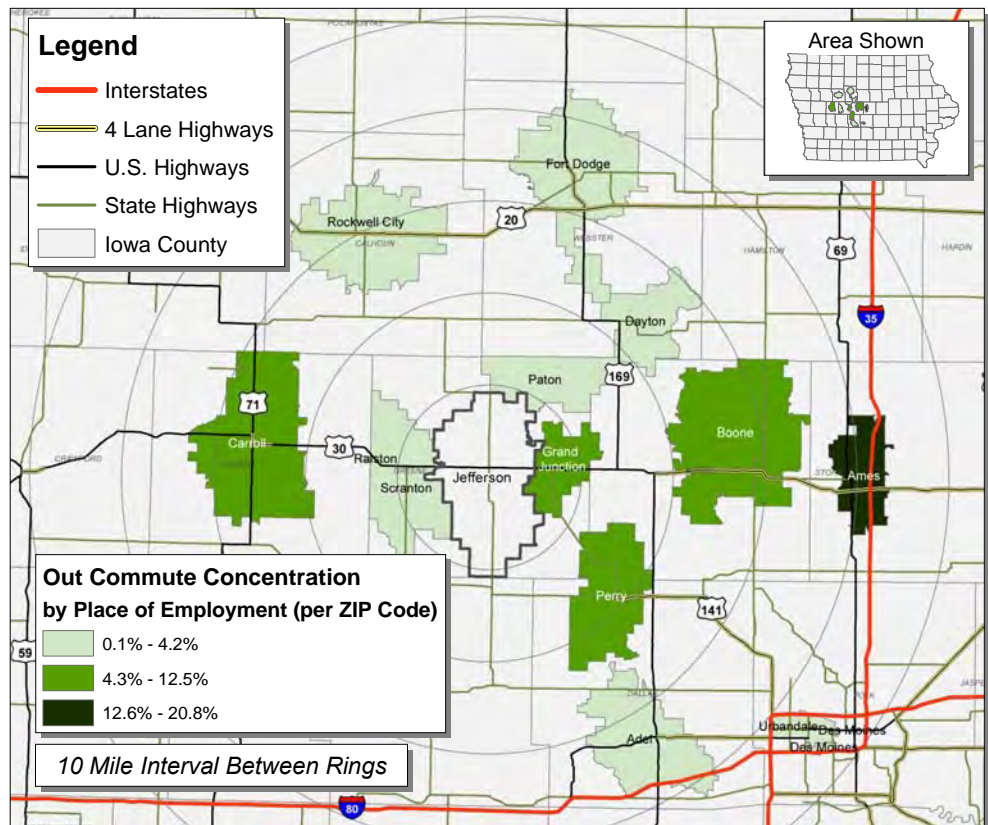 Legend
Interstates
4 Lane Highways
U.S. Highways
State Highways
Iowa County
Area Shown
POCAHONTAS
Fort Dodge
Rockwell City
CALHOUN
20
WEBSTER
HAMILTON
69
HARDIN
35
Dayton
Paton
169
71
Carroll
30
CRAWFORD
Ralston
Scranton
Jefferson
Grand
Junction
Boone
Ames
Out Commute Concentration
by Place of Employment (per ZIP Code)
0.1% - 4.2%
4.3% - 12.5%
12.6% - 20.8%
Perry
141
59
DALLAS
Adel
Urbandale
Des Moines
Des Moines
10 Mile Interval Between Rings
80